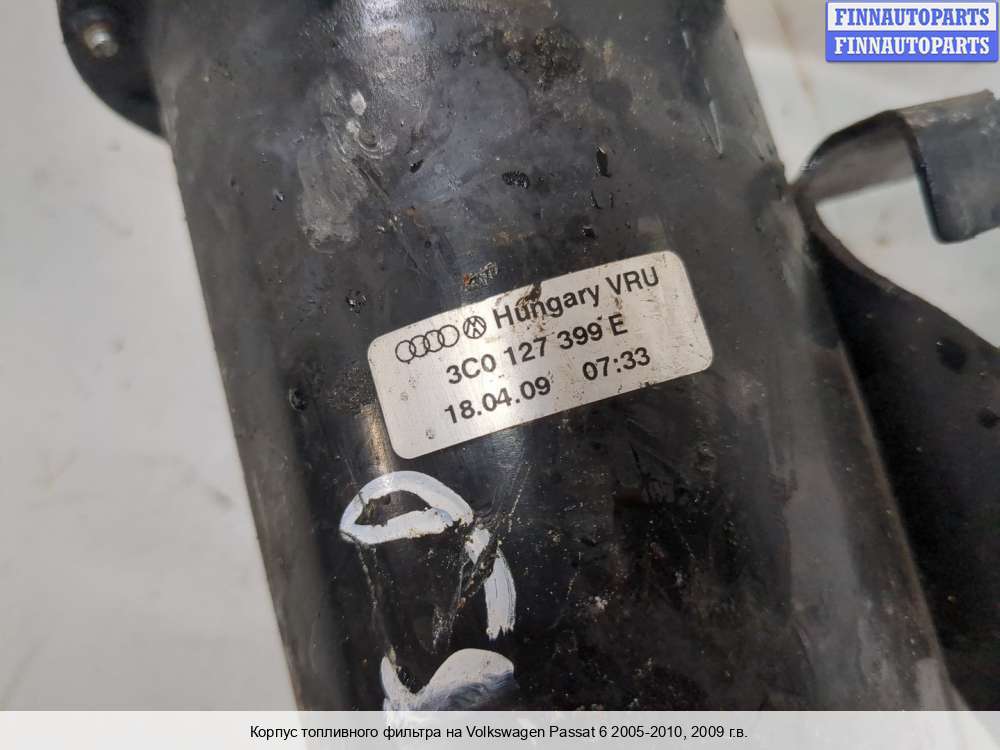 FINNAUTOPARTS
FINNAUTOPARTS
Hungary VRU
3C0 127 399 E
18.04.09 07:33
Корпус топливного фильтра на Volkswagen Passat 6 2005-2010, 2009 г.в.